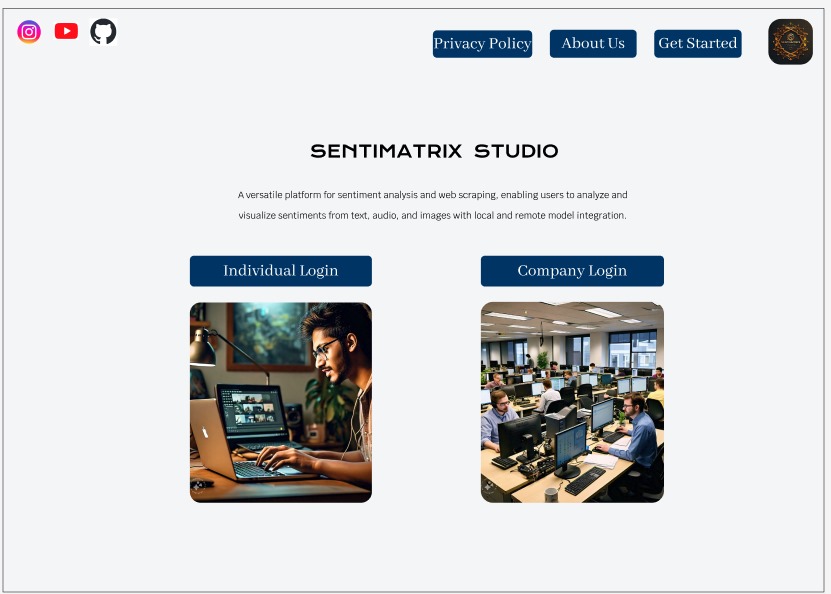 Privacy Policy
About Us
Get Started
SENTIMATRIX STUDIO
A versatile platform for sentiment analysis and web scraping, enabling users to analyze and
visualize sentiments from text, audio, and images with local and remote model integration.
Individual Login
Company Login